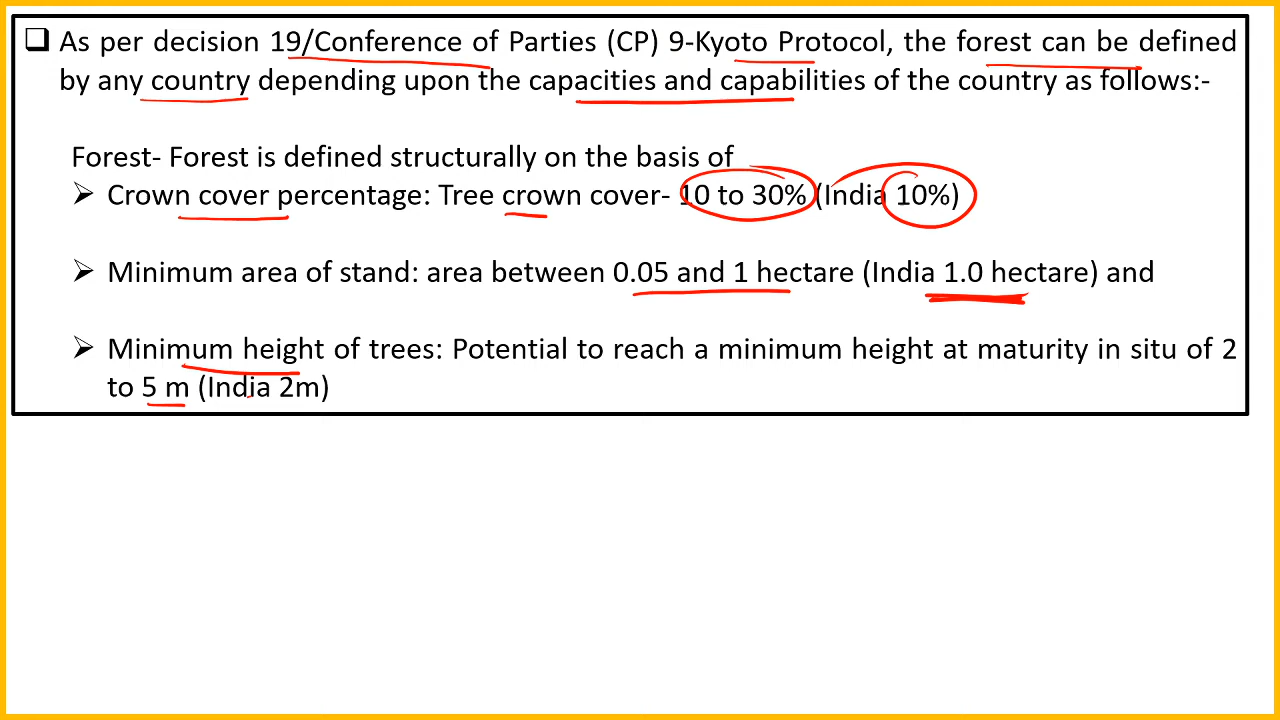 ❑ As per decision 19/Conference of Parties (CP) 9-Kyoto Protocol, the forest can be defined
by any country depending upon the capacities and capabilities of the country as follows:-
Forest- Forest is defined structurally on the basis of
➢ Crown cover percentage: Tree crown cover- 10 to 30% (India 10%)
➢ Minimum area of stand: area between 0.05 and 1 hectare (India 1.0 hectare) and
➢ Minimum height of trees: Potential to reach a minimum height at maturity in situ of 2
to 5 m (India 2m)